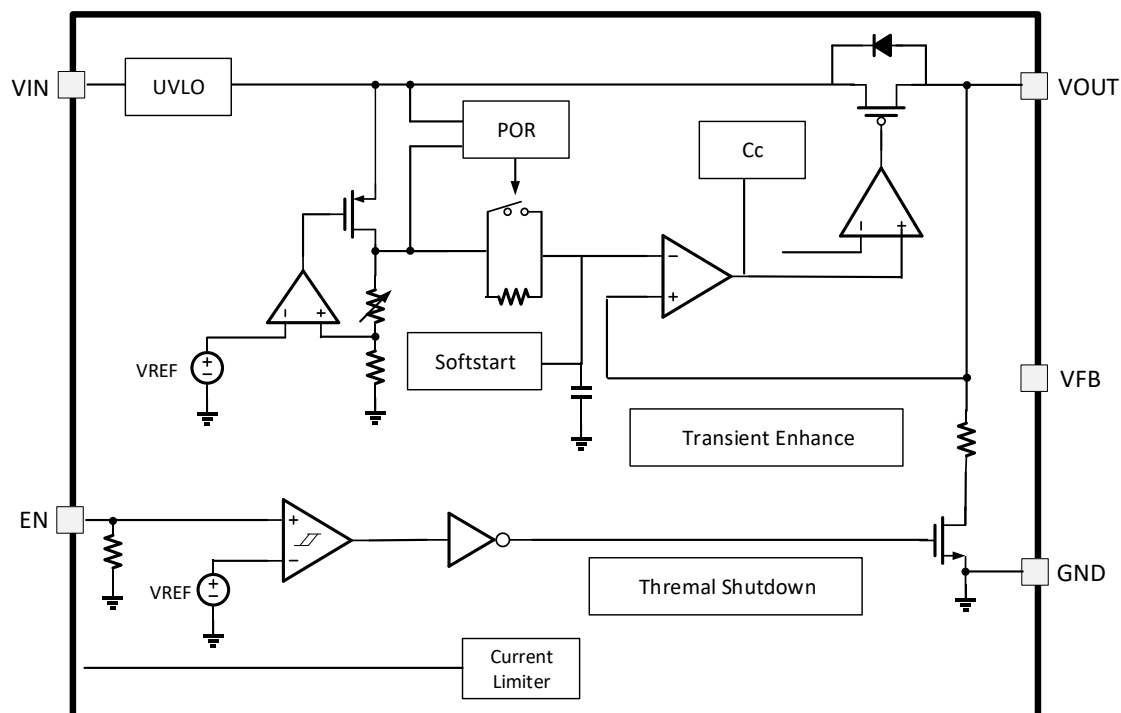 VIN
UVLO
VOUT
POR
Cc
VREF
Softstart
VFB
Transient Enhance
EN
VREF
Thremal Shutdown
GND
Current
Limiter